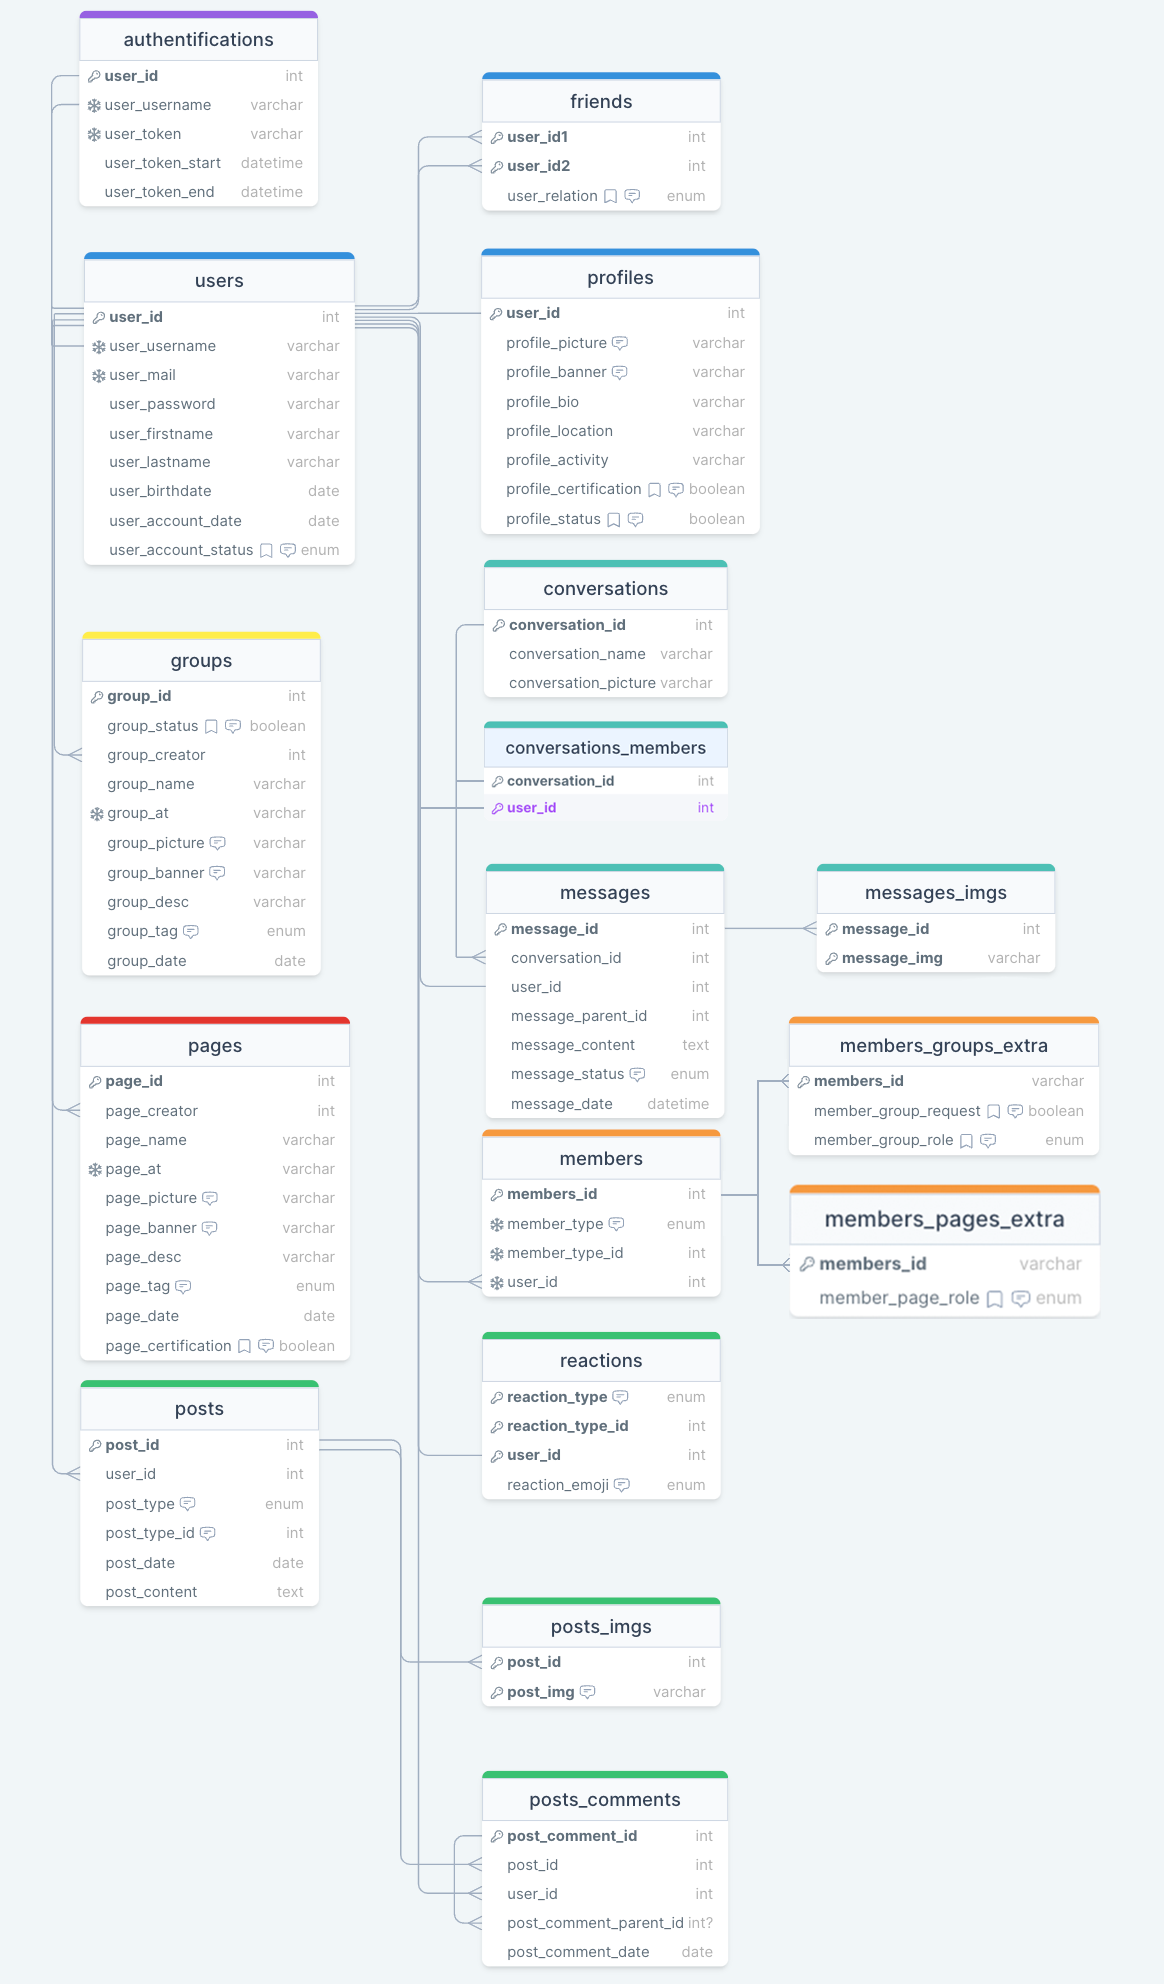 authentifications
user_id int
user_username varchar
user_token varchar
user_token_start datetime
user_token_end datetime
friends
user_id1 int
user_id2 int
user_relation enum
users
user_id int
user_username varchar
user_mail varchar
user_password varchar
user_firstname varchar
user_lastname varchar
user_birthdate date
user_account_date date
user_account_status enum
profiles
user_id int
profile_picture varchar
profile_banner varchar
profile_bio varchar
profile_location varchar
profile_activity varchar
profile_certification boolean
profile_status boolean
conversations
conversation_id int
conversation_name varchar
conversation_picture varchar
groups
group_id int
group_status boolean
group_creator int
group_name varchar
group_at varchar
group_picture varchar
group_banner varchar
group_desc varchar
group_tag enum
group_date date
conversations_members
conversation_id int
user_id int
messages
message_id int
conversation_id int
user_id int
message_parent_id int
message_content text
message_status enum
message_date datetime
messages_imgs
message_id int
message_img varchar
pages
page_id int
page_creator int
page_name varchar
page_at varchar
page_picture varchar
page_banner varchar
page_desc varchar
page_tag enum
page_date date
page_certification boolean
members_groups_extra
members_id varchar
member_group_request boolean
member_group_role enum
members
members_id int
member_type enum
member_type_id int
user_id int
members_pages_extra
members_id varchar
member_page_role enum
reactions
reaction_type enum
reaction_type_id int
user_id int
reaction_emoji enum
posts
post_id int
user_id int
post_type enum
post_type_id int
post_date date
post_content text
posts_imgs
post_id int
post_img varchar
posts_comments
post_comment_id int
post_id int
user_id int
post_comment_parent_id int?
post_comment_date date